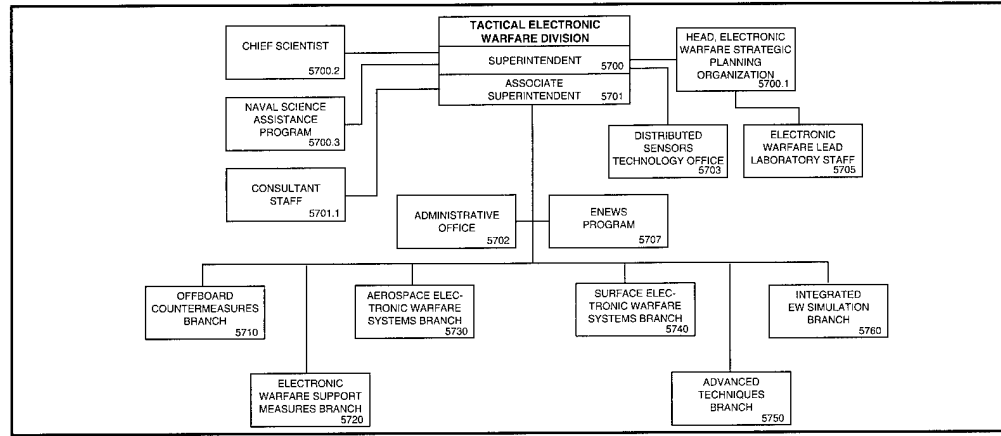 TACTICAL ELECTRONIC
WARFARE DIVISION
SUPERINTENDENT 5700
ASSOCIATE
SUPERINTENDENT 5701
CHIEF SCIENTIST
5700.2
HEAD, ELECTRONIC
WARFARE STRATEGIC
PLANNING
ORGANIZATION
5700.1
NAVAL SCIENCE
ASSISTANCE
PROGRAM
5700.3
DISTRIBUTED
SENSORS
TECHNOLOGY OFFICE
5703
ELECTRONIC
WARFARE LEAD
LABORATORY STAFF
5705
CONSULTANT
STAFF
5701.1
ADMINISTRATIVE
OFFICE
5702
ENEWS
PROGRAM
5707
OFFBOARD
COUNTERMEASURES
BRANCH
5710
AEROSPACE ELEC-
TRONIC WARFARE
SYSTEMS BRANCH
5730
SURFACE ELEC-
TRONIC WARFARE
SYSTEMS BRANCH
5740
INTEGRATED
EW SIMULATION
BRANCH
5760
ELECTRONIC
WARFARE SUPPORT
MEASURES BRANCH
5720
ADVANCED
TECHNIQUES
BRANCH
5750